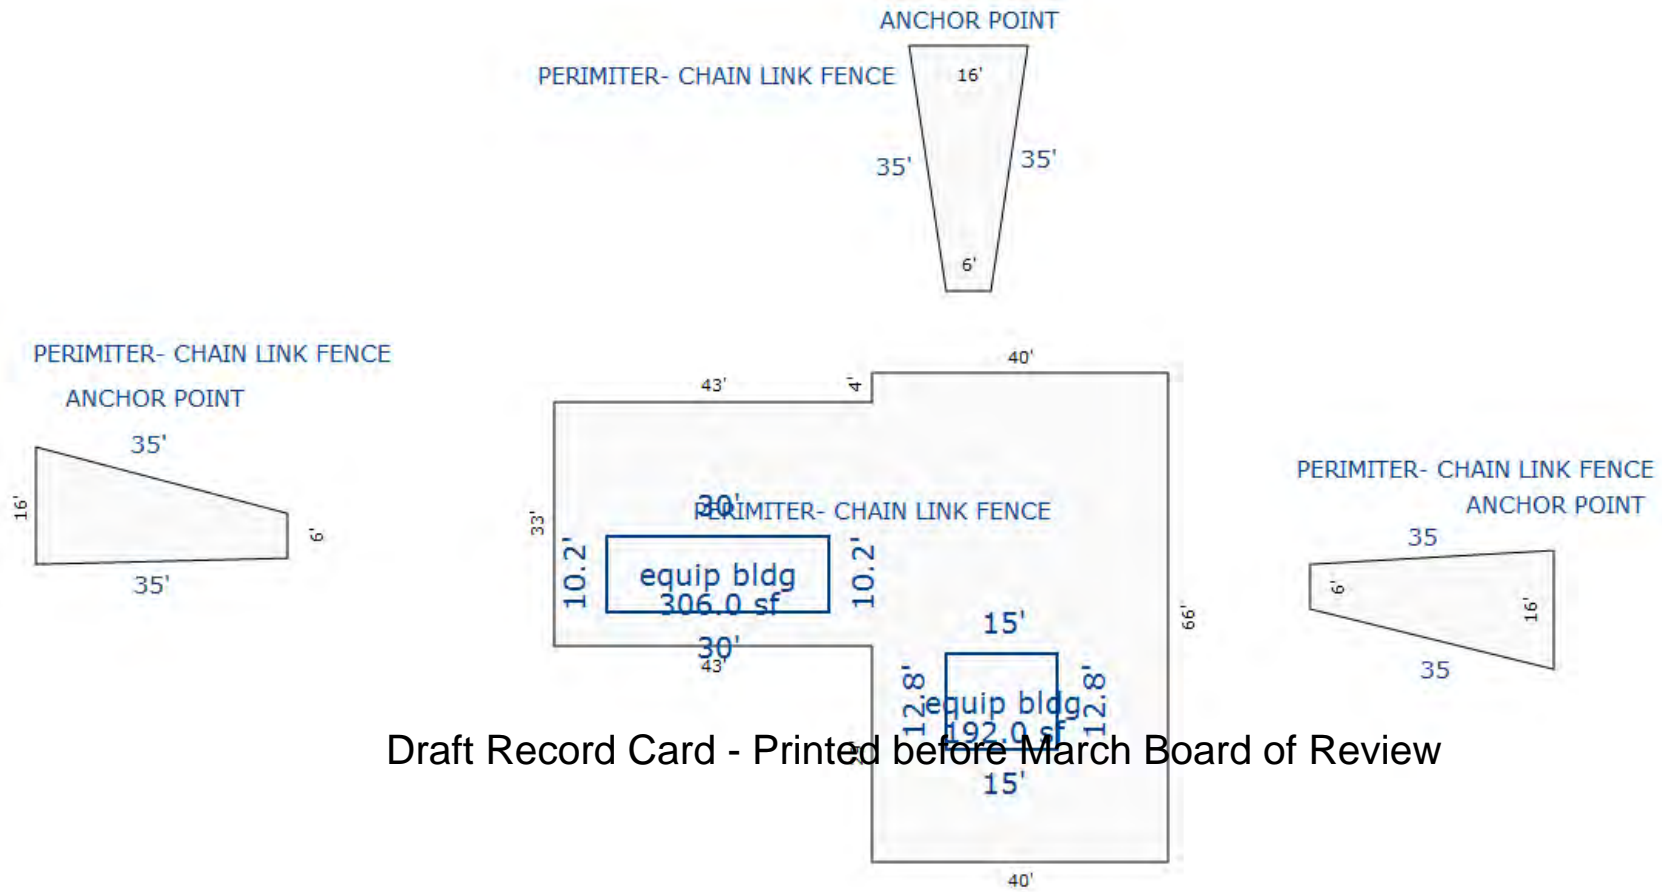 ANCHOR POINT
PERIMITER- CHAIN LINK FENCE
16'
35'
35'
6'
PERIMITER- CHAIN LINK FENCE
ANCHOR POINT
35'
16'
6'
35'
40'
43'
4'
33'
30'
PERIMITER- CHAIN LINK FENCE
10.2'
equip bldg
306.0 sf
10.2'
30'
43'
66'
15'
12.8'
equip bldg
192.0 sf
12.8'
15'
40'
PERIMITER- CHAIN LINK FENCE
ANCHOR POINT
35
6'
16'
35
Draft Record Card - Printed before March Board of Review